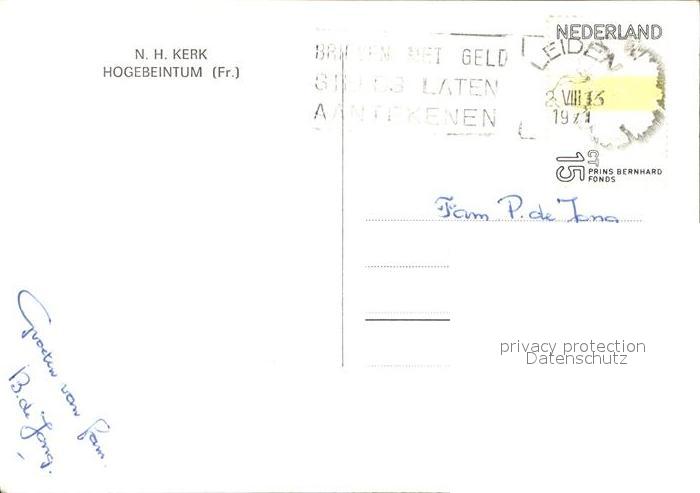 N. H. KERK
HOGEBEINTUM (Fr.)
BRIEVEN MET GELD
STEEDS LATEN
AANTEKENEN
LEIDEN
2 VIII 16
1971
NEDERLAND
15 CT
PRINS BERNHARD
FONDS
Fam P. de Jong
privacy protection
Datenschutz
Groeten van fam.
B. de Jong.